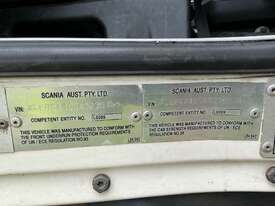 SCANIA AUST. PTY. LTD
VIN:
COMPETENT ENTITY NO.
THIS VEHICLE WAS MANUFACTURED TO CONFORM WITH
THE FRONT UNDERRUN PROTECTION REQUIREMENTS
OF UN / ECE REGULATION NO.93
SCANIA AUST. PTY. LTD
COMPETENT ENTITY NO.
THIS VEHICLE WAS MANUFACTURED TO CONFORM WITH
THE CAB STRENGTH REQUIREMENTS OF UN / ECE
REGULATION NO.29